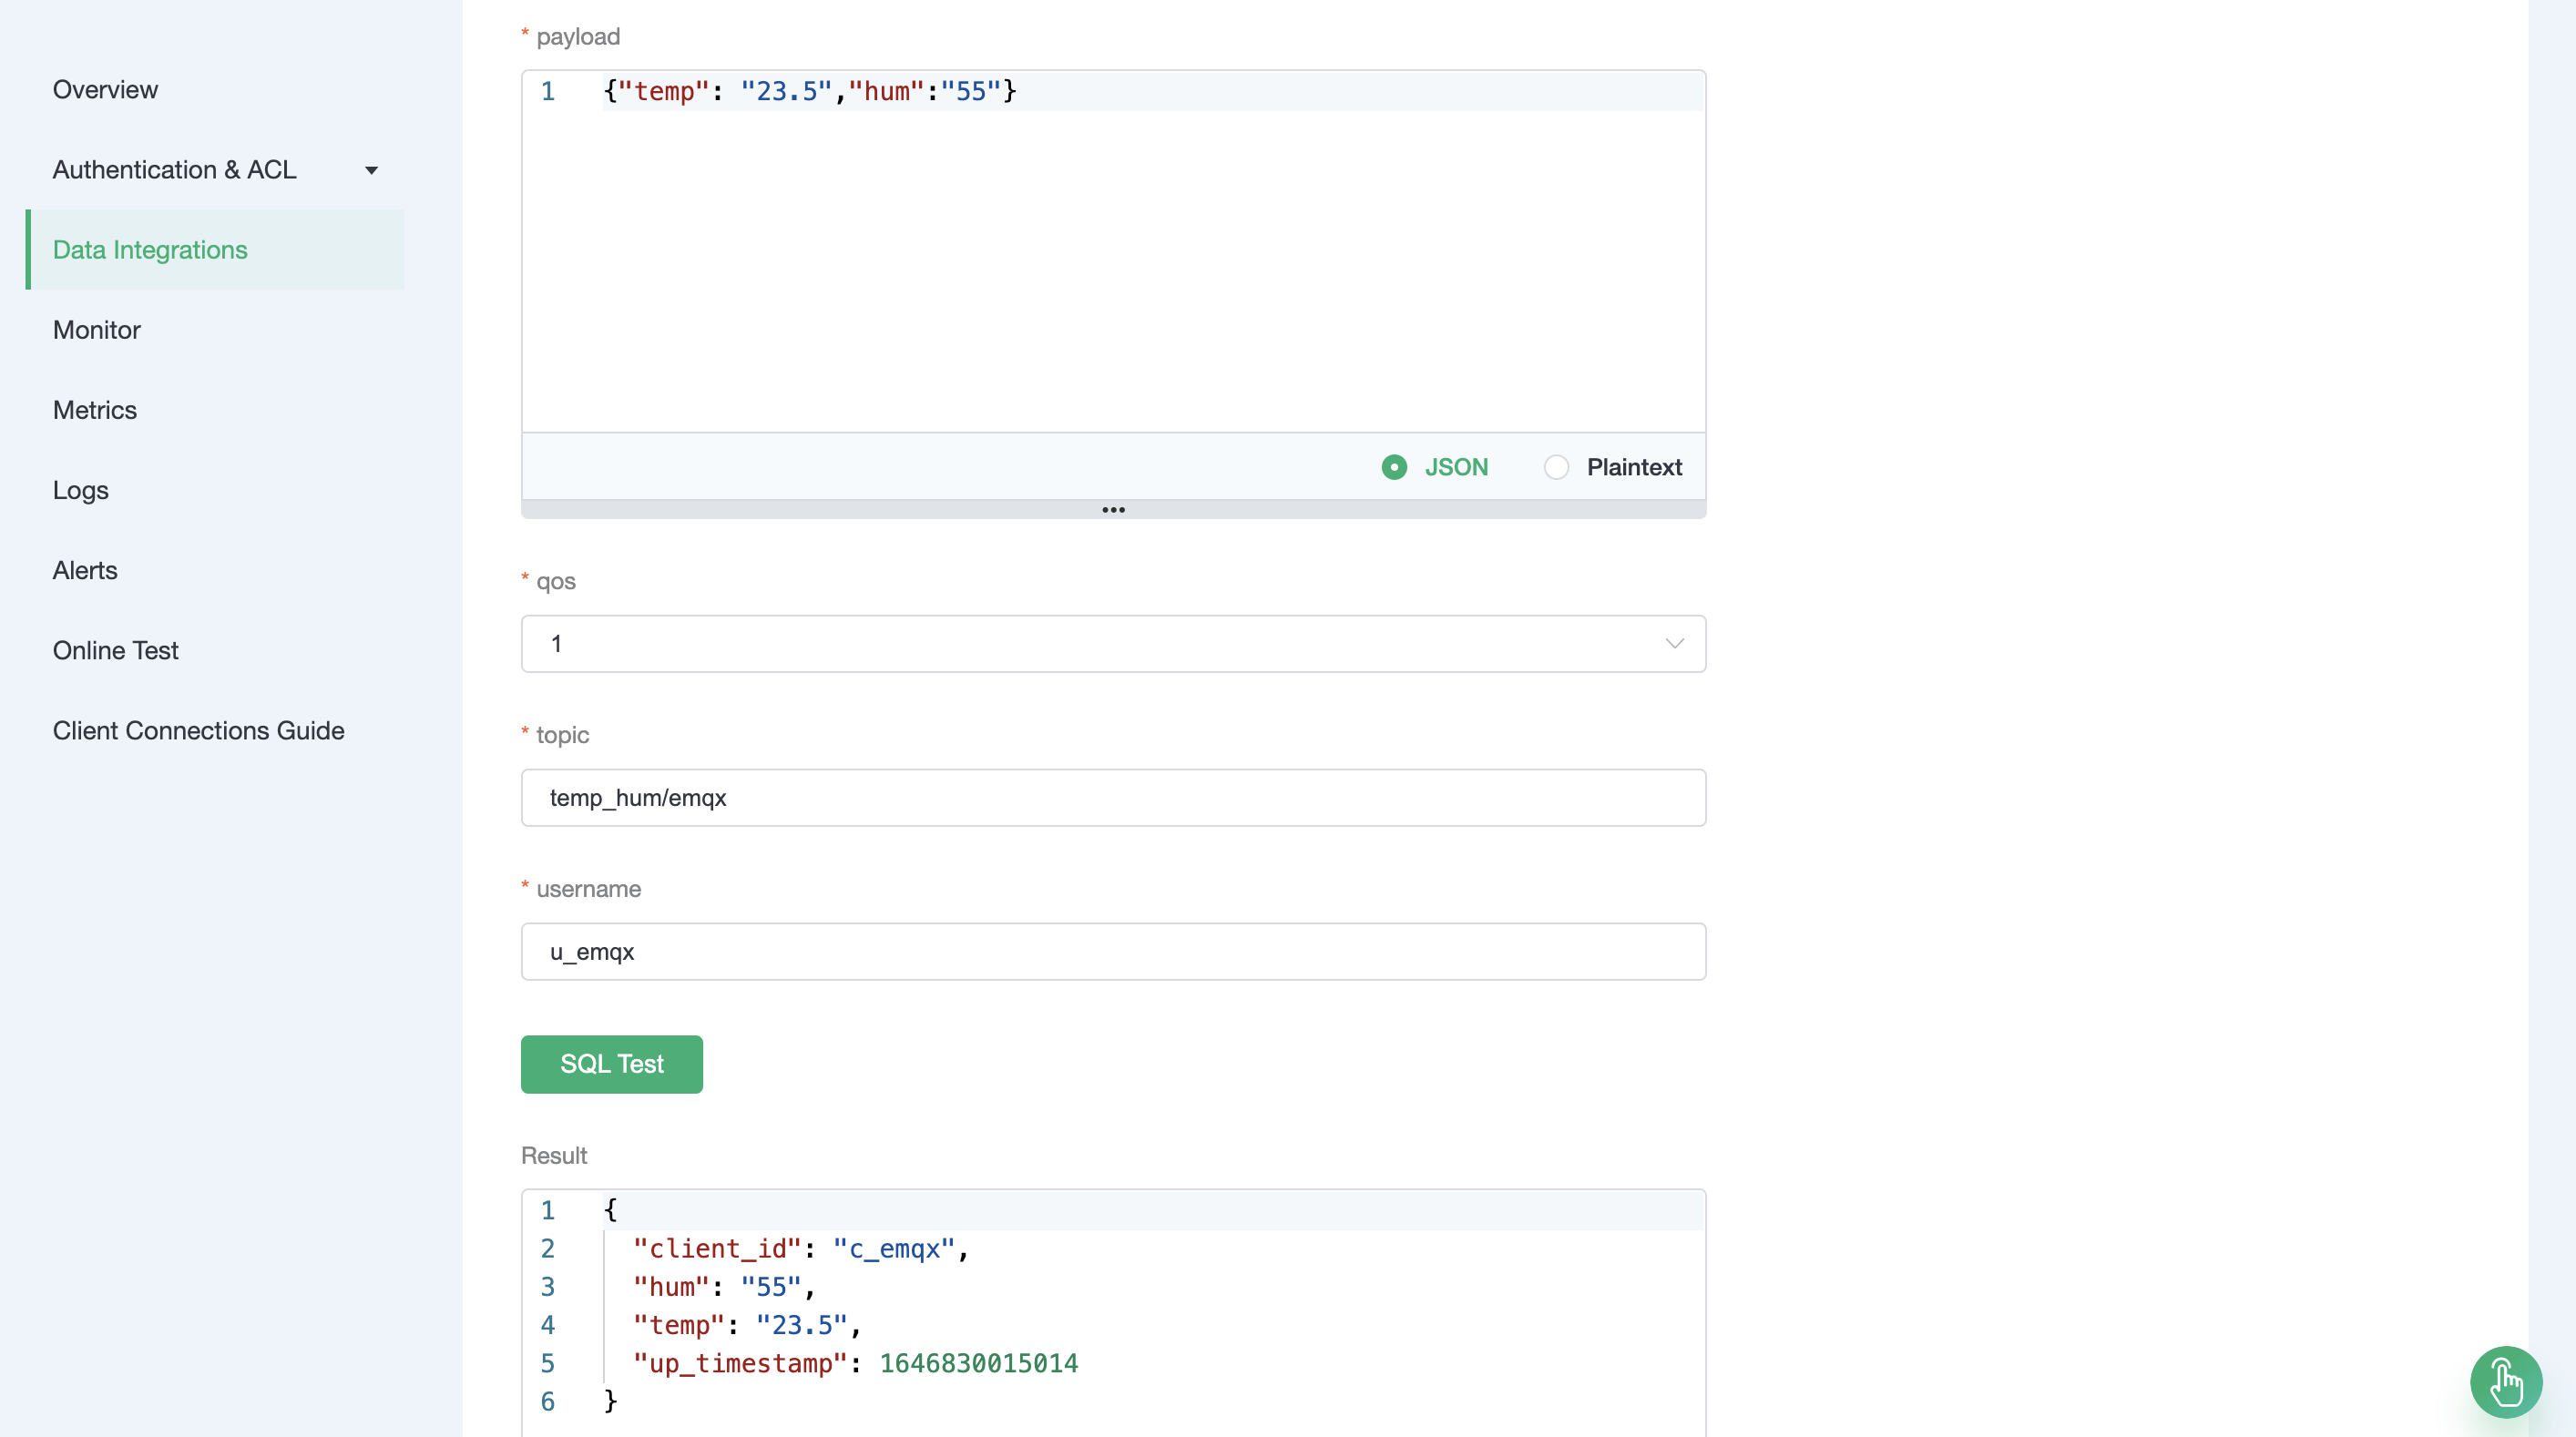 Overview
Authentication & ACL
Data Integrations
Monitor
Metrics
Logs
Alerts
Online Test
Client Connections Guide
* payload
1 {"temp": "23.5","hum":"55"}
JSON Plaintext
* qos
1
* topic
temp_hum/emqx
* username
u_emqx
SQL Test
Result
1 {
2 "client_id": "c_emqx",
3 "hum": "55",
4 "temp": "23.5",
5 "up_timestamp": 1646830015014
6 }